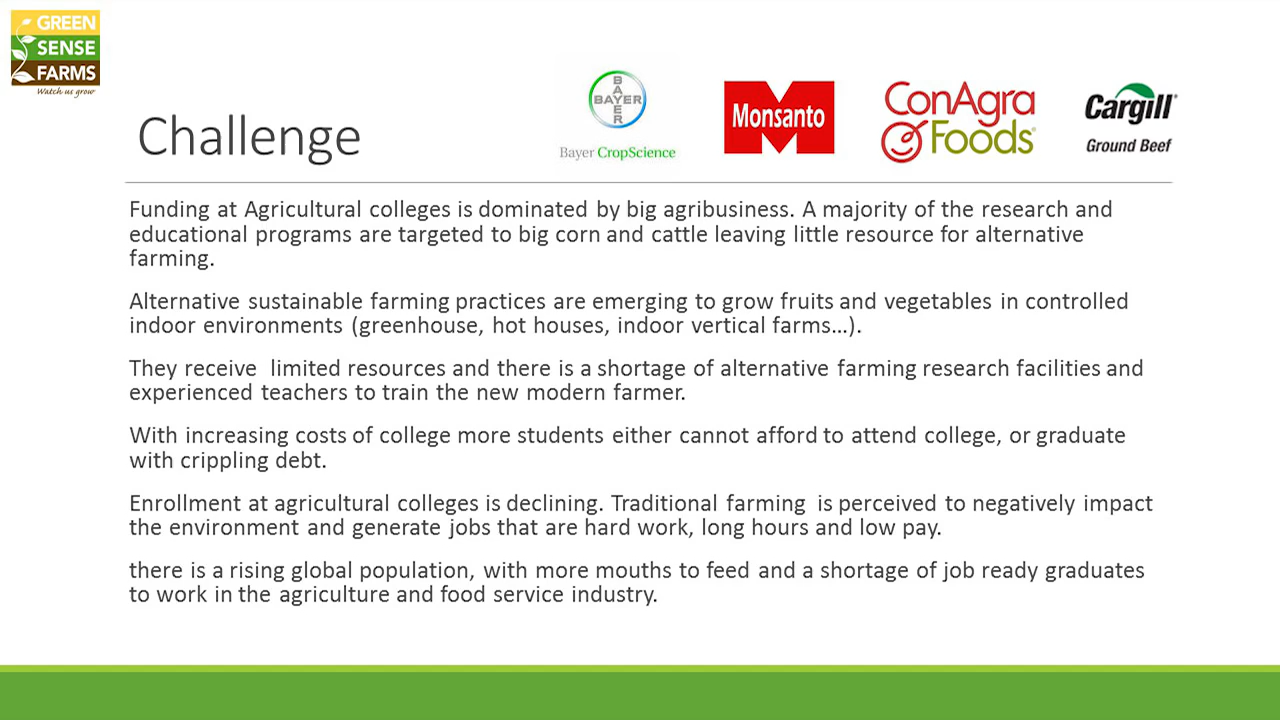 GREEN
SENSE
FARMS
Watch us grow
Challenge
BAYER
BAYER
Bayer CropScience
Monsanto
ConAgra
Foods®
Cargill®
Ground Beef
Funding at Agricultural colleges is dominated by big agribusiness. A majority of the research and
educational programs are targeted to big corn and cattle leaving little resource for alternative
farming.
Alternative sustainable farming practices are emerging to grow fruits and vegetables in controlled
indoor environments (greenhouse, hot houses, indoor vertical farms…).
They receive  limited resources and there is a shortage of alternative farming research facilities and
experienced teachers to train the new modern farmer.
With increasing costs of college more students either cannot afford to attend college, or graduate
with crippling debt.
Enrollment at agricultural colleges is declining. Traditional farming  is perceived to negatively impact
the environment and generate jobs that are hard work, long hours and low pay.
there is a rising global population, with more mouths to feed and a shortage of job ready graduates
to work in the agriculture and food service industry.